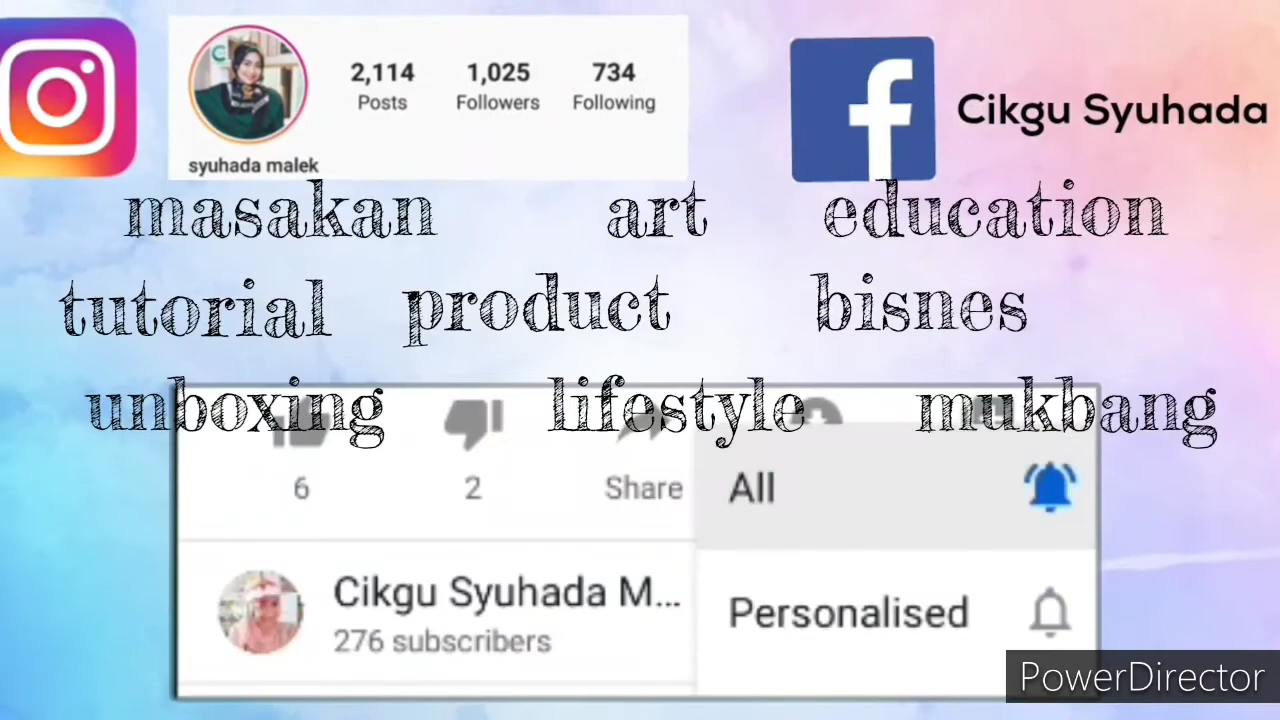 2,114 1,025 734
Posts Followers Following
syuhada malek
Cikgu Syuhada
masakan art education
tutorial product bisnes
unboxing lifestyle mukbang
6 2 Share
All
Cikgu Syuhada M...
276 subscribers
Personalised
PowerDirector